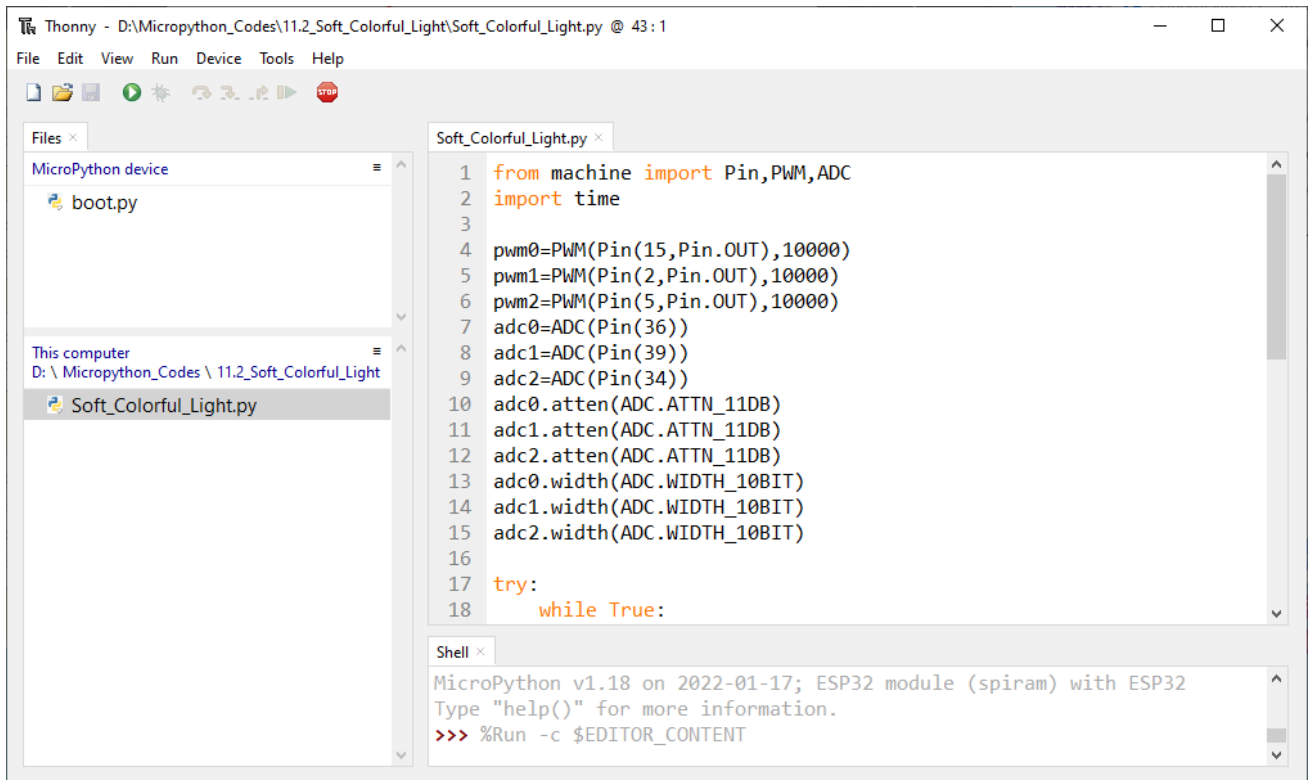 Thonny - D:\Micropython_Codes\11.2_Soft_Colorful_Light\Soft_Colorful_Light.py @ 43 : 1
File Edit View Run Device Tools Help
STOP
Files
MicroPython device
boot.py
This computer
D: \ Micropython_Codes \ 11.2_Soft_Colorful_Light
Soft_Colorful_Light.py
Soft_Colorful_Light.py
1 from machine import Pin,PWM,ADC
2 import time
3
4 pwm0=PWM(Pin(15,Pin.OUT),10000)
5 pwm1=PWM(Pin(2,Pin.OUT),10000)
6 pwm2=PWM(Pin(5,Pin.OUT),10000)
7 adc0=ADC(Pin(36))
8 adc1=ADC(Pin(39))
9 adc2=ADC(Pin(34))
10 adc0.atten(ADC.ATTN_11DB)
11 adc1.atten(ADC.ATTN_11DB)
12 adc2.atten(ADC.ATTN_11DB)
13 adc0.width(ADC.WIDTH_10BIT)
14 adc1.width(ADC.WIDTH_10BIT)
15 adc2.width(ADC.WIDTH_10BIT)
16
17 try:
18     while True:
Shell
MicroPython v1.18 on 2022-01-17; ESP32 module (spiram) with ESP32
Type "help()" for more information.
>>> %Run -c $EDITOR_CONTENT